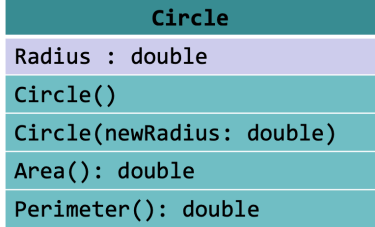 Circle
Radius : double
Circle()
Circle(newRadius: double)
Area(): double
Perimeter(): double